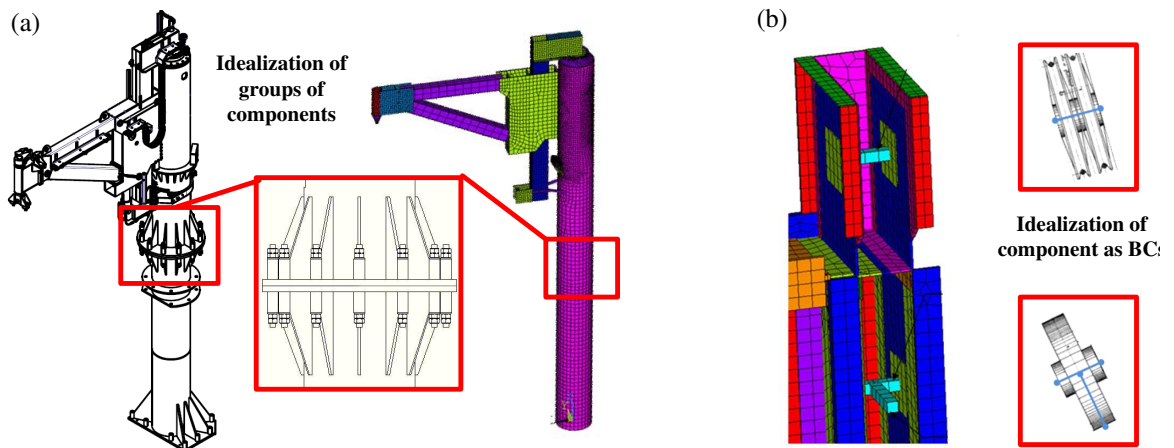 (a)
Idealization of
groups of
components
(b)
Idealization of
component as BCs